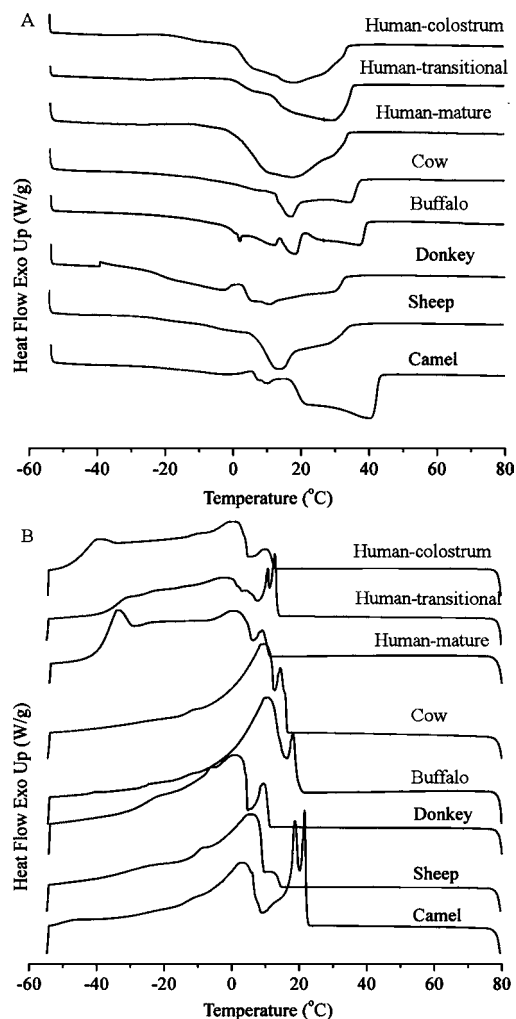 A
Human-colostrum
Human-transitional
Human-mature
Cow
Buffalo
Donkey
Sheep
Camel
Heat Flow Exo Up (W/g)
-60 -40 -20 0 20 40 60 80
Temperature (°C)
B
Human-colostrum
Human-transitional
Human-mature
Cow
Buffalo
Donkey
Sheep
Camel
Heat Flow Exo Up (W/g)
-60 -40 -20 0 20 40 60 80
Temperature (°C)